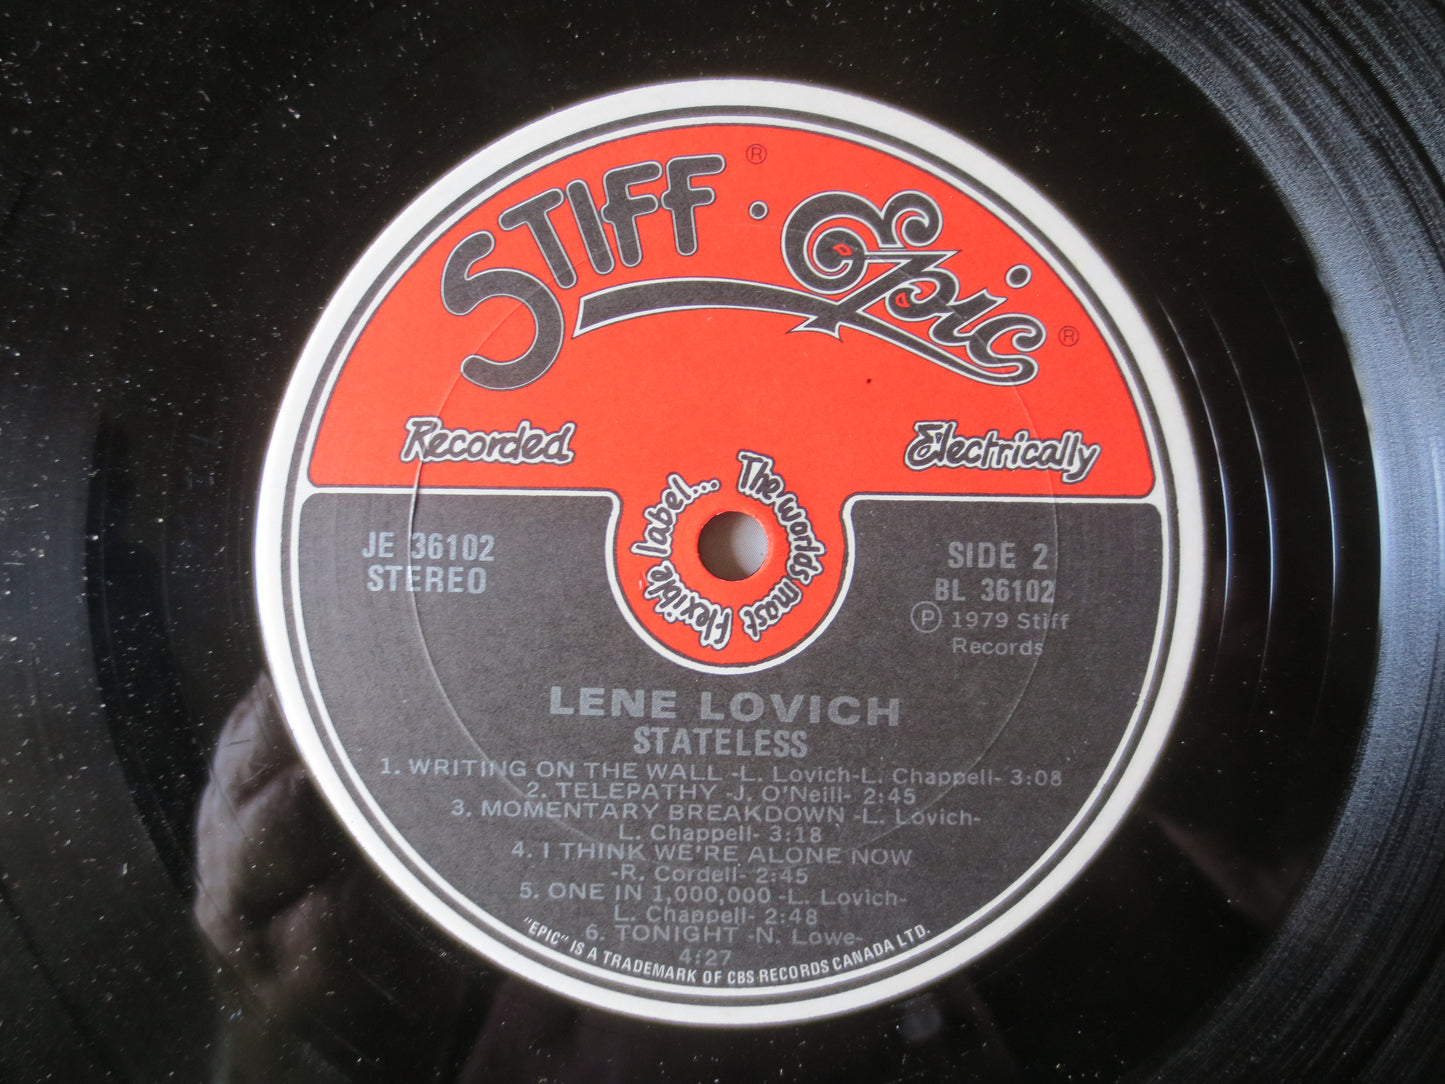 STIFF ® · Epic ®
Recorded
Electrically
The worlds most flexible label...
JE 36102
STEREO
SIDE 2
BL 36102
Ⓟ 1979 Stiff
Records
LENE LOVICH
STATELESS
1. WRITING ON THE WALL -L. Lovich-L. Chappell- 3:08
2. TELEPATHY -J. O'Neill- 2:45
3. MOMENTARY BREAKDOWN -L. Lovich-
L. Chappell- 3:18
4. I THINK WE'RE ALONE NOW
-R. Cordell- 2:45
5. ONE IN 1,000,000 -L. Lovich-
L. Chappell- 2:48
6. TONIGHT -N. Lowe-
4:27
"EPIC" IS A TRADEMARK OF CBS RECORDS CANADA LTD.